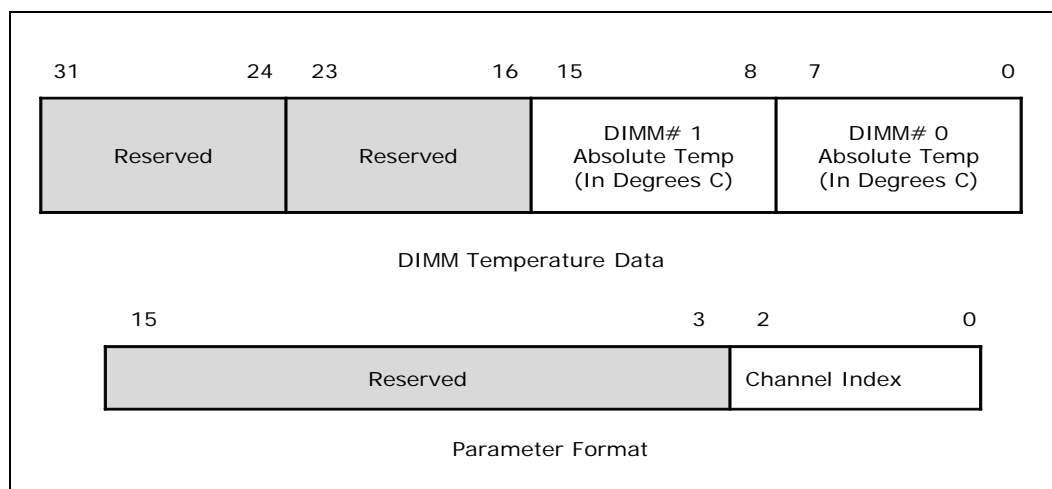 31 24 23 16 15 8 7 0
Reserved Reserved DIMM# 1 Absolute Temp (In Degrees C) DIMM# 0 Absolute Temp (In Degrees C)
DIMM Temperature Data
15 3 2 0
Reserved Channel Index
Parameter Format